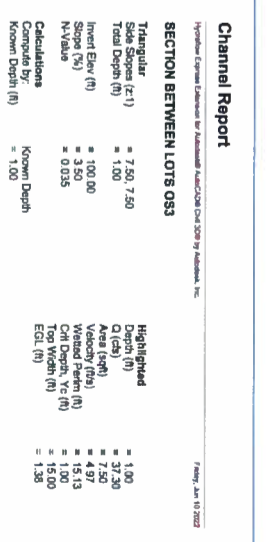 Channel Report
Hydraflow Express Extension for Autodesk® AutoCAD® Civil 3D® by Autodesk, Inc.
Friday, Jun 10 2022
SECTION BETWEEN LOTS OS3
Triangular
Side Slopes (z:1) = 7.50, 7.50
Total Depth (ft) = 1.00
Invert Elev (ft) = 100.00
Slope (%) = 3.50
N-Value = 0.035
Calculations
Compute by: Known Depth
Known Depth (ft) = 1.00
Highlighted
Depth (ft) = 1.00
Q (cfs) = 37.30
Area (sqft) = 7.50
Velocity (ft/s) = 4.97
Wetted Perim (ft) = 15.13
Crit Depth, Yc (ft) = 1.00
Top Width (ft) = 15.00
EGL (ft) = 1.38